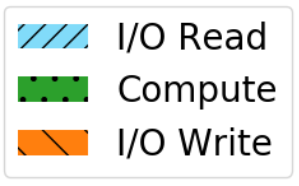 I/O Read
Compute
I/O Write